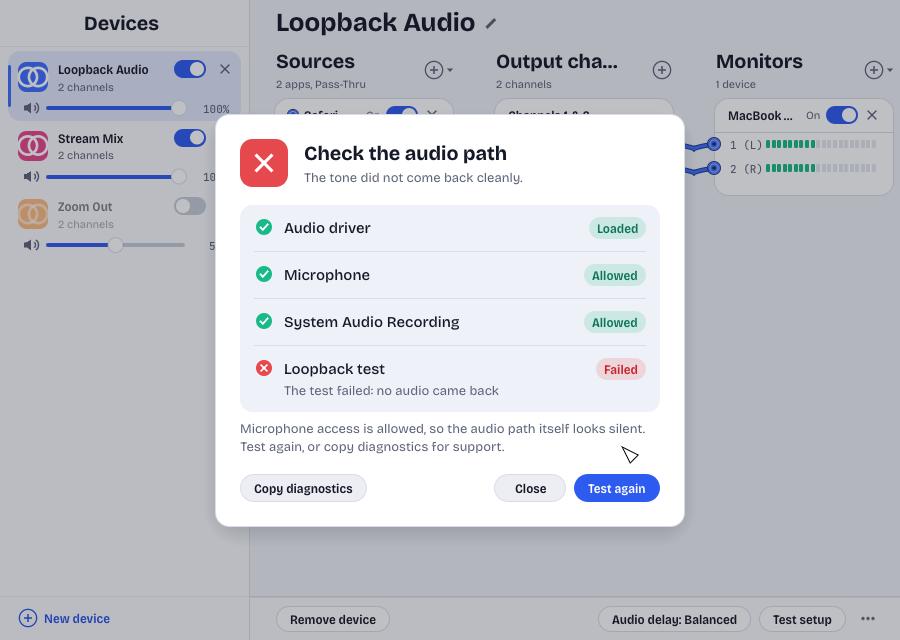 Devices
Loopback Audio
2 channels
100%
Stream Mix
2 channels
Zoom Out
2 channels
New device
Loopback Audio
Sources
2 apps, Pass-Thru
Output cha...
2 channels
Monitors
1 device
MacBook ...
On
1 (L)
2 (R)
Check the audio path
The tone did not come back cleanly.
Audio driver
Loaded
Microphone
Allowed
System Audio Recording
Allowed
Loopback test
Failed
The test failed: no audio came back
Microphone access is allowed, so the audio path itself looks silent.
Test again, or copy diagnostics for support.
Copy diagnostics
Close
Test again
Remove device
Audio delay: Balanced
Test setup